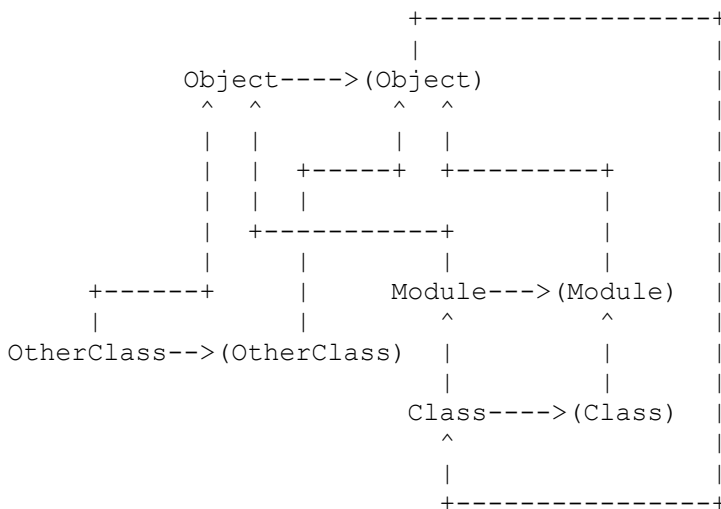 Object---->(Object)
Module--->(Module)
OtherClass-->(OtherClass)
Class---->(Class)